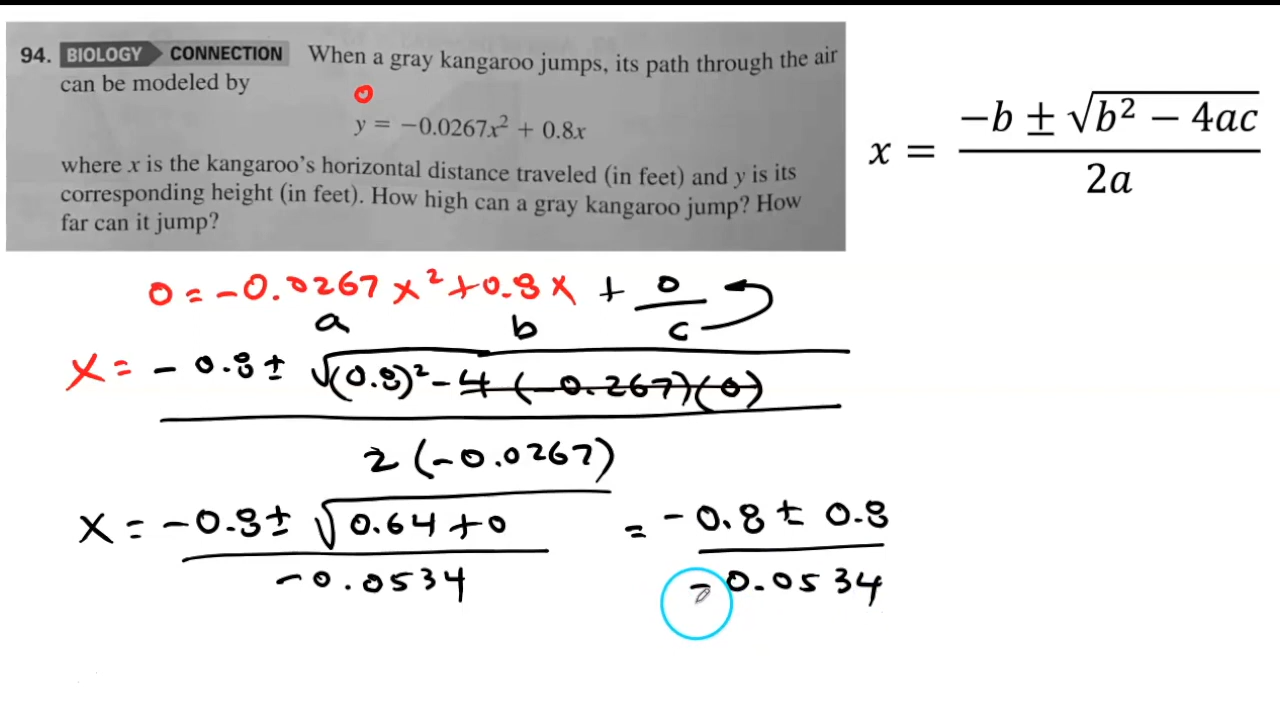 94. BIOLOGY CONNECTION When a gray kangaroo jumps, its path through the air
can be modeled by
0
y = −0.0267x² + 0.8x
where x is the kangaroo's horizontal distance traveled (in feet) and y is its
corresponding height (in feet). How high can a gray kangaroo jump? How
far can it jump?
x = (−b ± √(b² − 4ac)) / 2a
0 = −0.0267 x² + 0.8 x + 0
a b c
x = −0.8 ± √((0.8)² − 4(−0.267)(0))
2(−0.0267)
x = −0.8 ± √(0.64 + 0) = −0.8 ± 0.8
−0.0534 −0.0534